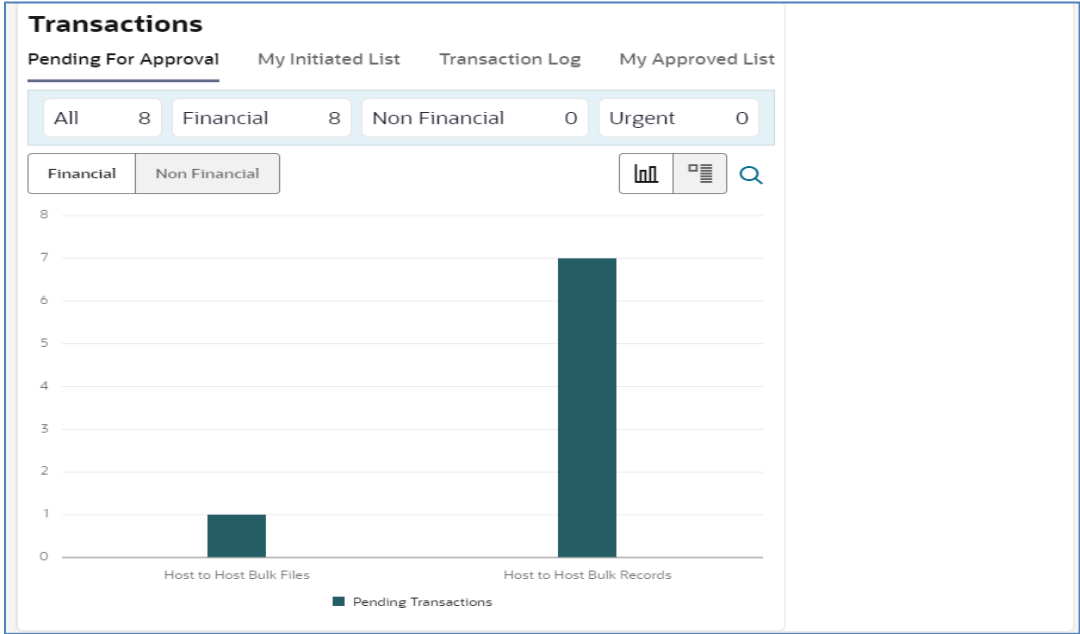 Transactions
Pending For Approval My Initiated List Transaction Log My Approved List
All 8 Financial 8 Non Financial 0 Urgent 0
Financial Non Financial
8
7
6
5
4
3
2
1
0
Host to Host Bulk Files Host to Host Bulk Records
Pending Transactions